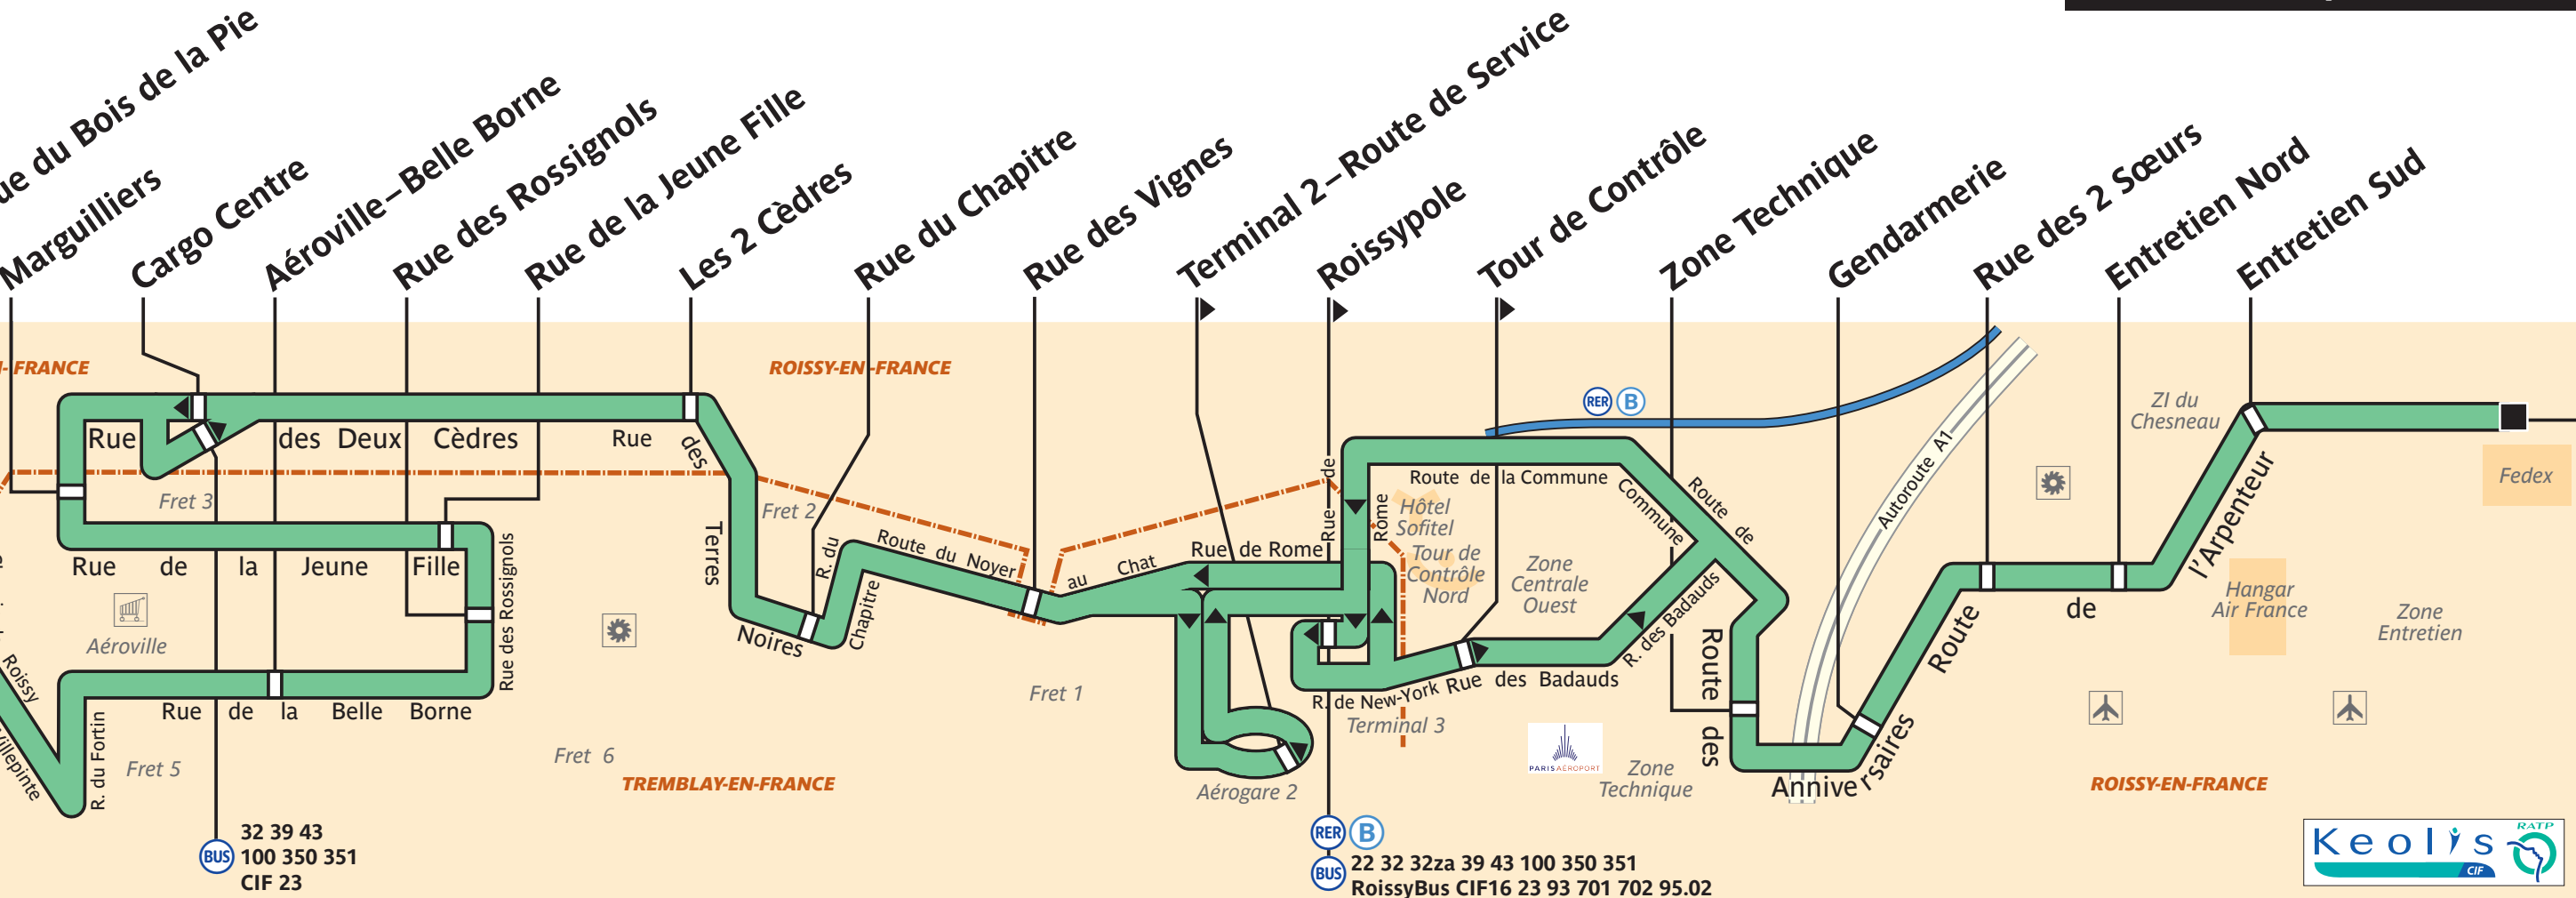 ue du Bois de la Pie
Marguilliers
Cargo Centre
Aéroville–Belle Borne
Rue des Rossignols
Rue de la Jeune Fille
Les 2 Cèdres
Rue du Chapitre
Rue des Vignes
Terminal 2–Route de Service
Roissypole
Tour de Contrôle
Zone Technique
Gendarmerie
Rue des 2 Sœurs
Entretien Nord
Entretien Sud
-FRANCE
ROISSY-EN-FRANCE
RER B
Autoroute A1
ZI du
Chesneau
Rue des Deux Cèdres
Rue des Terres Noires
Fret 3
Fret 2
Rue de la Jeune Fille
Rue des Rossignols
Aéroville
Roissy
Villepinte
R. du Fortin
Rue de la Belle Borne
Fret 5
Fret 6
TREMBLAY-EN-FRANCE
R. du Chapitre
Route du Noyer au Chat
Fret 1
Rue de Rome
Rue de Rome
Route de la Commune
Route de
Commune
Hôtel
Sofitel
Tour de
Contrôle
Nord
Zone
Centrale
Ouest
R. de New-York
Rue des Badauds
R. des Badauds
Terminal 3
Aérogare 2
PARIS AÉROPORT
Zone
Technique
Route des Anniversaires
Route de l'Arpenteur
Fedex
Hangar
Air France
Zone
Entretien
ROISSY-EN-FRANCE
BUS
32 39 43
100 350 351
CIF 23
RER B
BUS
22 32 32za 39 43 100 350 351
RoissyBus CIF16 23 93 701 702 95.02
Keolis
CIF
RATP